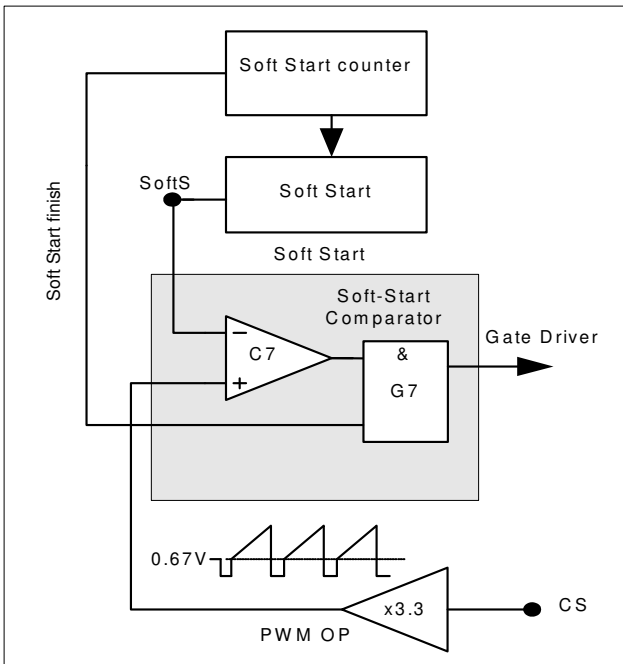 Soft Start counter
SoftS
Soft Start
Soft Start finish
Soft Start
Soft-Start
Comparator
Gate Driver
−
C7
+
&
G7
0.67V
x3.3
CS
PWM OP